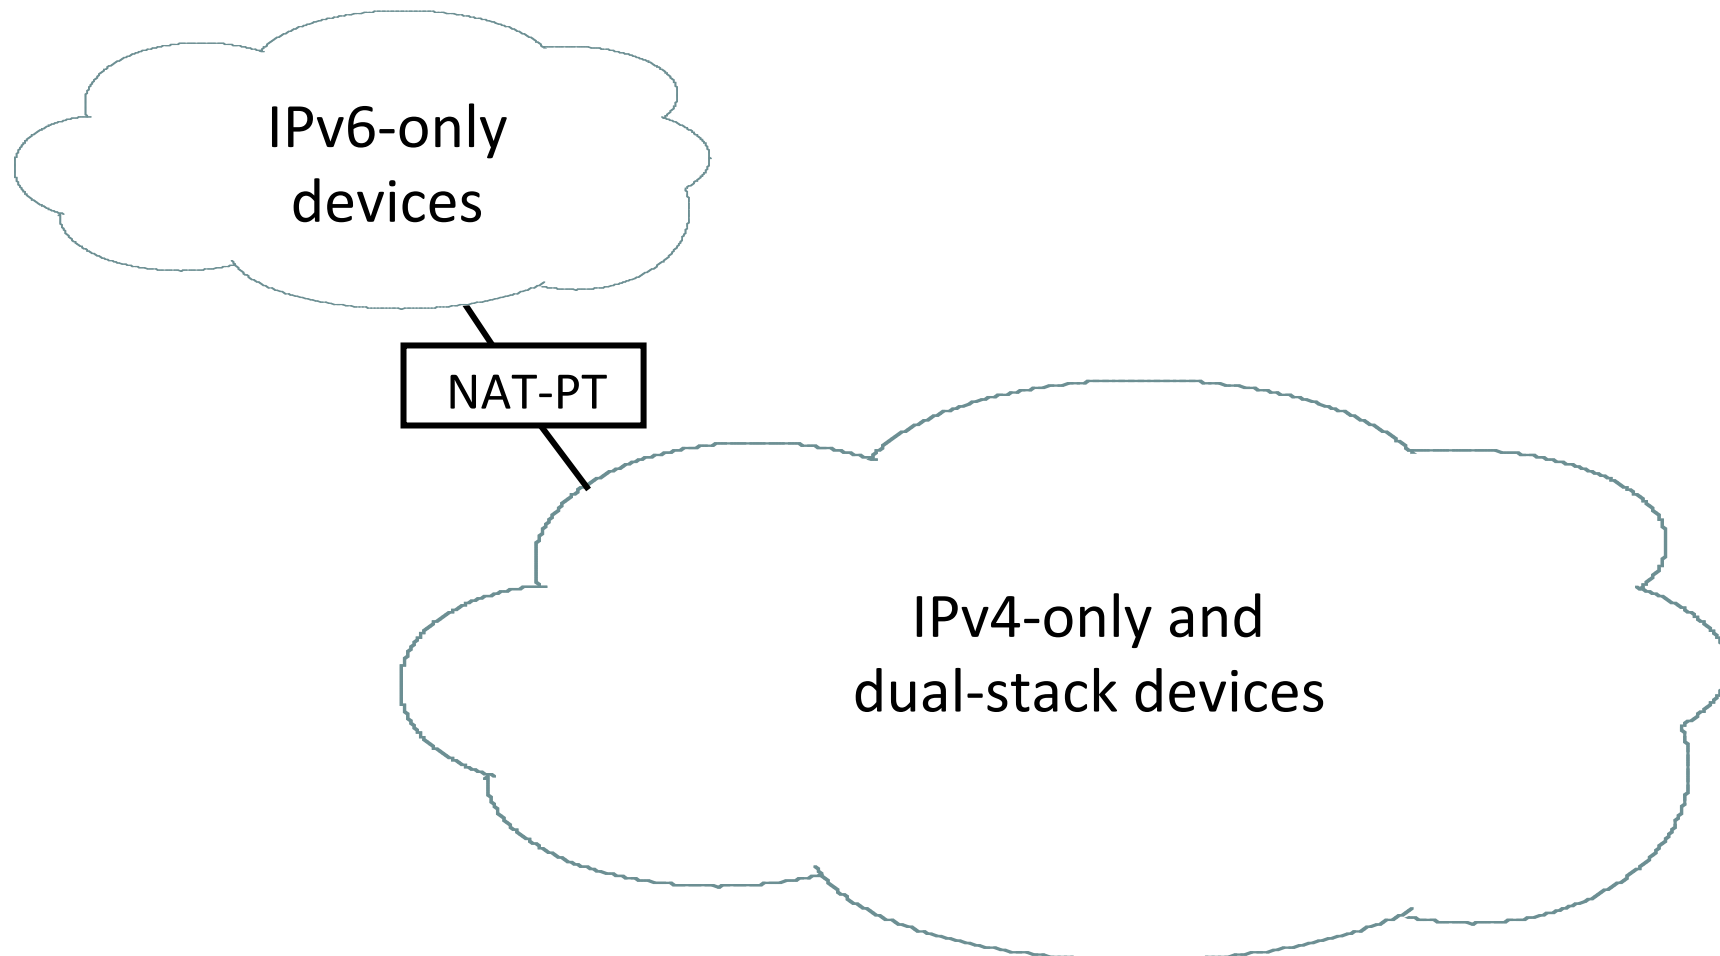 IPv6-only
devices
NAT-PT
IPv4-only and
dual-stack devices